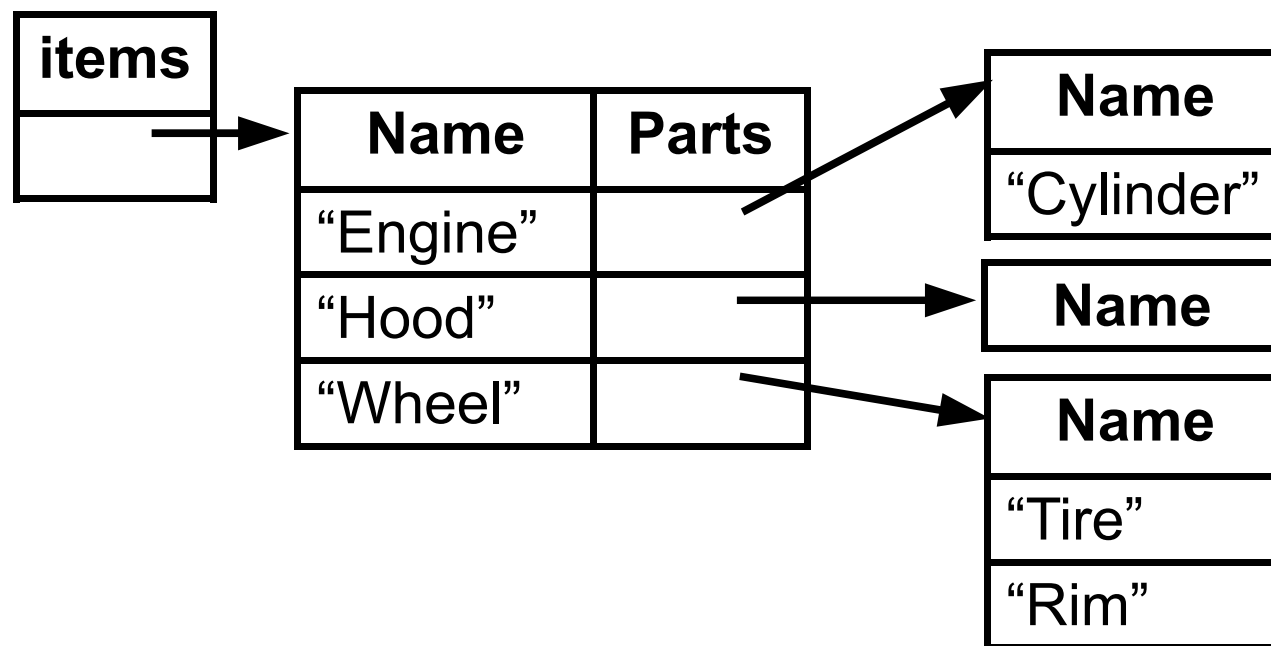 items
Name Parts
“Engine”
“Hood”
“Wheel”
Name
“Cylinder”
Name
Name
“Tire”
“Rim”